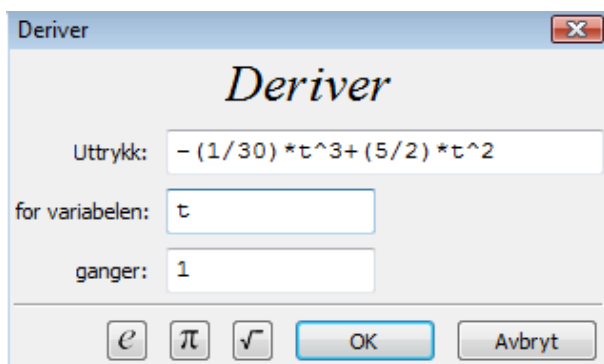 Deriver
Deriver
Uttrykk: -(1/30)*t^3+(5/2)*t^2
for variabelen: t
ganger: 1
e π √ OK Avbryt